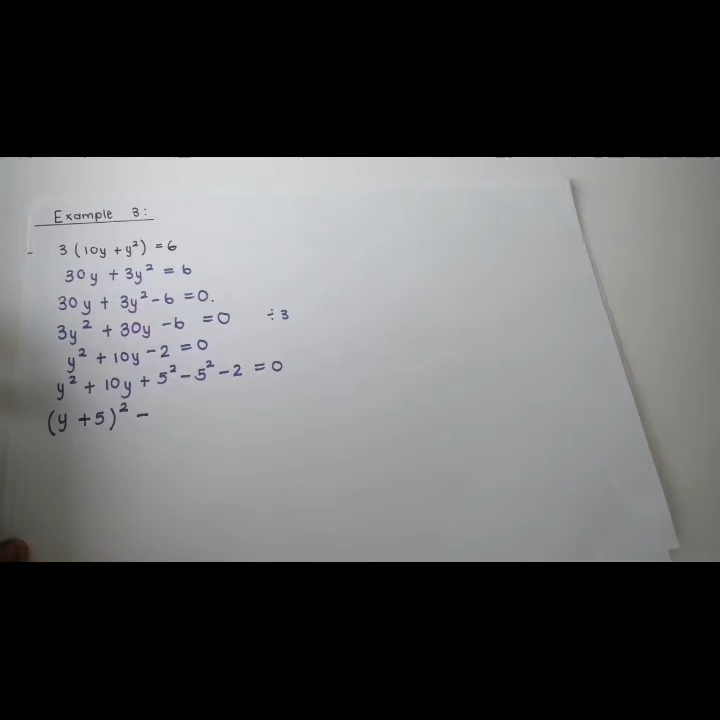 Example 3:
- 3 (10y + y²) = 6
30y + 3y² = 6
30y + 3y² - 6 = 0.
3y² + 30y - 6 = 0 ÷ 3
y² + 10y - 2 = 0
y² + 10y + 5² - 5² - 2 = 0
(y + 5)² -